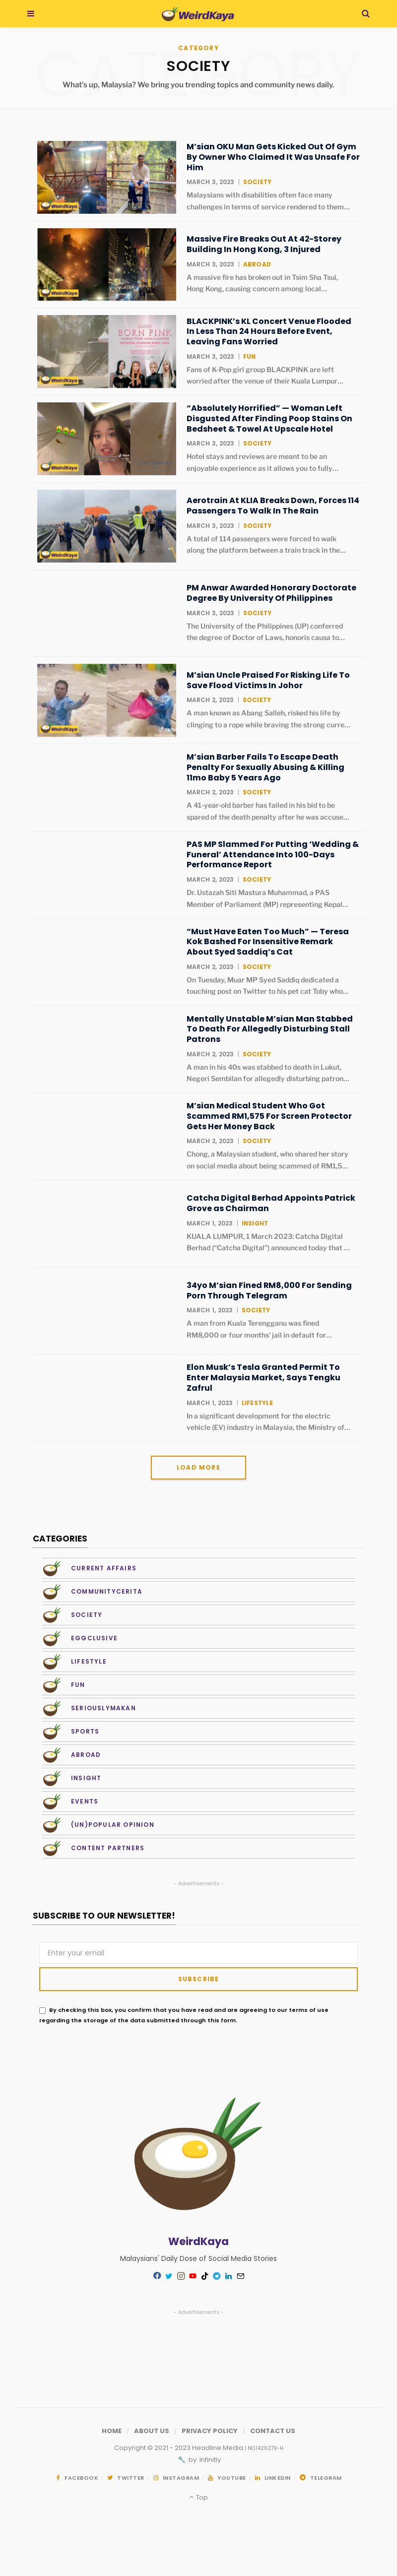 WeirdKaya
CATEGORY
SOCIETY
What's up, Malaysia? We bring you trending topics and community news daily.
M'sian OKU Man Gets Kicked Out Of Gym
By Owner Who Claimed It Was Unsafe For
Him
MARCH 3, 2023 | SOCIETY
Malaysians with disabilities often face many
challenges in terms of service rendered to them…
Massive Fire Breaks Out At 42-Storey
Building In Hong Kong, 3 Injured
MARCH 3, 2023 | ABROAD
A massive fire has broken out in Tsim Sha Tsui,
Hong Kong, causing concern among local…
BORN PINK
BLACKPINK's KL Concert Venue Flooded
In Less Than 24 Hours Before Event,
Leaving Fans Worried
MARCH 3, 2023 | FUN
Fans of K-Pop girl group BLACKPINK are left
worried after the venue of their Kuala Lumpur…
"Absolutely Horrified" — Woman Left
Disgusted After Finding Poop Stains On
Bedsheet & Towel At Upscale Hotel
MARCH 3, 2023 | SOCIETY
Hotel stays and reviews are meant to be an
enjoyable experience as it allows you to fully…
Aerotrain At KLIA Breaks Down, Forces 114
Passengers To Walk In The Rain
MARCH 3, 2023 | SOCIETY
A total of 114 passengers were forced to walk
along the platform between a train track in the…
PM Anwar Awarded Honorary Doctorate
Degree By University Of Philippines
MARCH 3, 2023 | SOCIETY
The University of the Philippines (UP) conferred
the degree of Doctor of Laws, honoris causa to…
M'sian Uncle Praised For Risking Life To
Save Flood Victims In Johor
MARCH 2, 2023 | SOCIETY
A man known as Abang Salleh, risked his life by
clinging to a rope while braving the strong curre…
M'sian Barber Fails To Escape Death
Penalty For Sexually Abusing & Killing
11mo Baby 5 Years Ago
MARCH 2, 2023 | SOCIETY
A 41-year-old barber has failed in his bid to be
spared of the death penalty after he was accuse…
PAS MP Slammed For Putting 'Wedding &
Funeral' Attendance Into 100-Days
Performance Report
MARCH 2, 2023 | SOCIETY
Dr. Ustazah Siti Mastura Muhammad, a PAS
Member of Parliament (MP) representing Kepal…
"Must Have Eaten Too Much" — Teresa
Kok Bashed For Insensitive Remark
About Syed Saddiq's Cat
MARCH 2, 2023 | SOCIETY
On Tuesday, Muar MP Syed Saddiq dedicated a
touching post on Twitter to his pet cat Toby who…
Mentally Unstable M'sian Man Stabbed
To Death For Allegedly Disturbing Stall
Patrons
MARCH 2, 2023 | SOCIETY
A man in his 40s was stabbed to death in Lukut,
Negeri Sembilan for allegedly disturbing patron…
M'sian Medical Student Who Got
Scammed RM1,575 For Screen Protector
Gets Her Money Back
MARCH 2, 2023 | SOCIETY
Chong, a Malaysian student, who shared her story
on social media about being scammed of RM1,5…
Catcha Digital Berhad Appoints Patrick
Grove as Chairman
MARCH 1, 2023 | INSIGHT
KUALA LUMPUR, 1 March 2023: Catcha Digital
Berhad ("Catcha Digital") announced today that …
34yo M'sian Fined RM8,000 For Sending
Porn Through Telegram
MARCH 1, 2023 | SOCIETY
A man from Kuala Terengganu was fined
RM8,000 or four months' jail in default for…
Elon Musk's Tesla Granted Permit To
Enter Malaysia Market, Says Tengku
Zafrul
MARCH 1, 2023 | LIFESTYLE
In a significant development for the electric
vehicle (EV) industry in Malaysia, the Ministry of…
LOAD MORE
CATEGORIES
CURRENT AFFAIRS
COMMUNITYCERITA
SOCIETY
EGGCLUSIVE
LIFESTYLE
FUN
SERIOUSLYMAKAN
SPORTS
ABROAD
INSIGHT
EVENTS
(UN)POPULAR OPINION
CONTENT PARTNERS
- Advertisements -
SUBSCRIBE TO OUR NEWSLETTER!
Enter your email
SUBSCRIBE
By checking this box, you confirm that you have read and are agreeing to our terms of use
regarding the storage of the data submitted through this form.
WeirdKaya
Malaysians' Daily Dose of Social Media Stories
- Advertisements -
HOME / ABOUT US / PRIVACY POLICY / CONTACT US
Copyright © 2021 - 2023 Headline Media | NO.1426279-H
🔧 by Infinitly
FACEBOOK / TWITTER / INSTAGRAM / YOUTUBE / LINKEDIN / TELEGRAM
Top